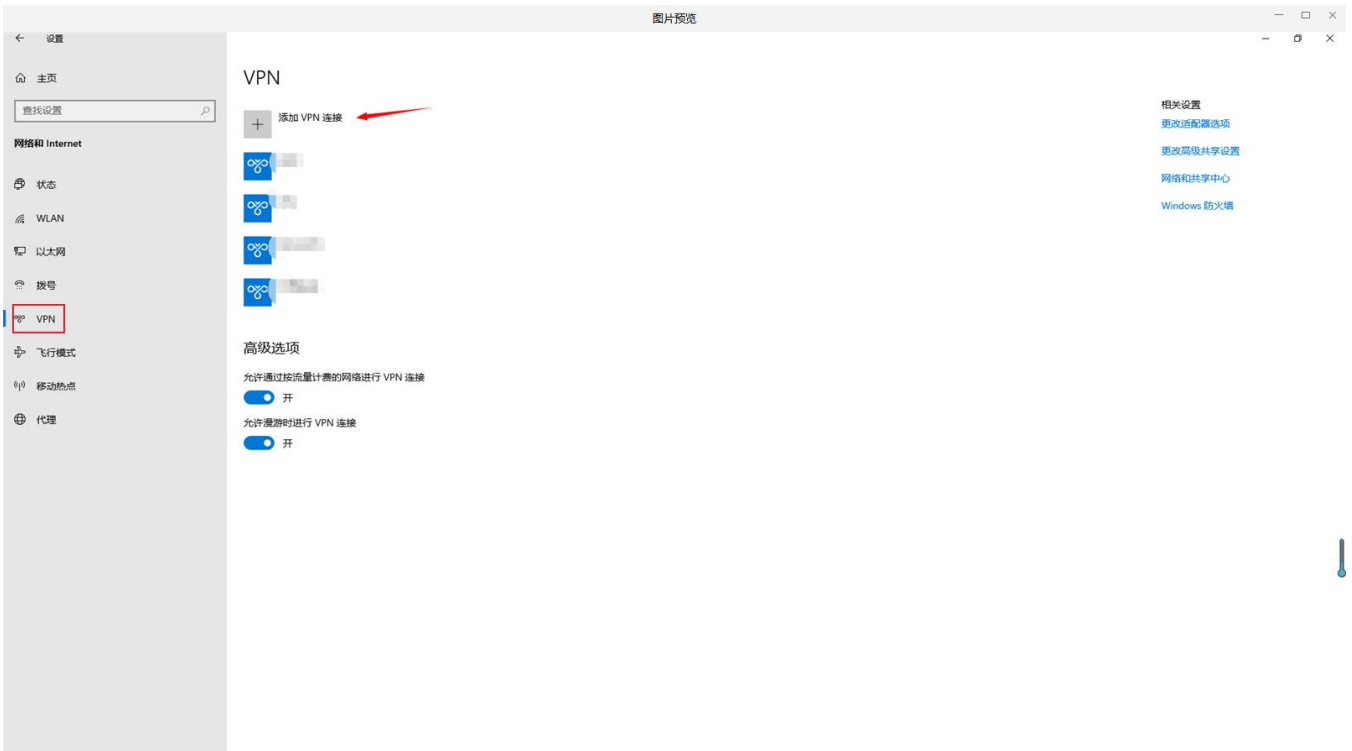 图片预览
设置
主页
查找设置
网络和 Internet
状态
WLAN
以太网
拨号
VPN
飞行模式
移动热点
代理
VPN
添加 VPN 连接
高级选项
允许通过按流量计费的网络进行 VPN 连接
开
允许漫游时进行 VPN 连接
开
相关设置
更改适配器选项
更改高级共享设置
网络和共享中心
Windows 防火墙